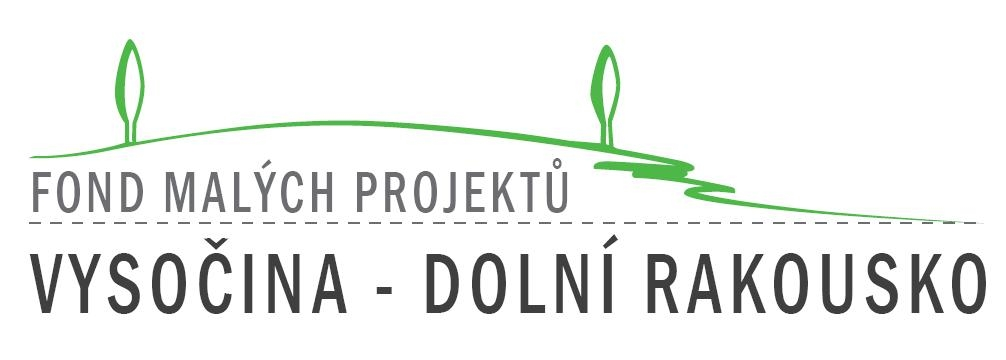 FOND MALÝCH PROJEKTŮ
VYSOČINA - DOLNÍ RAKOUSKO